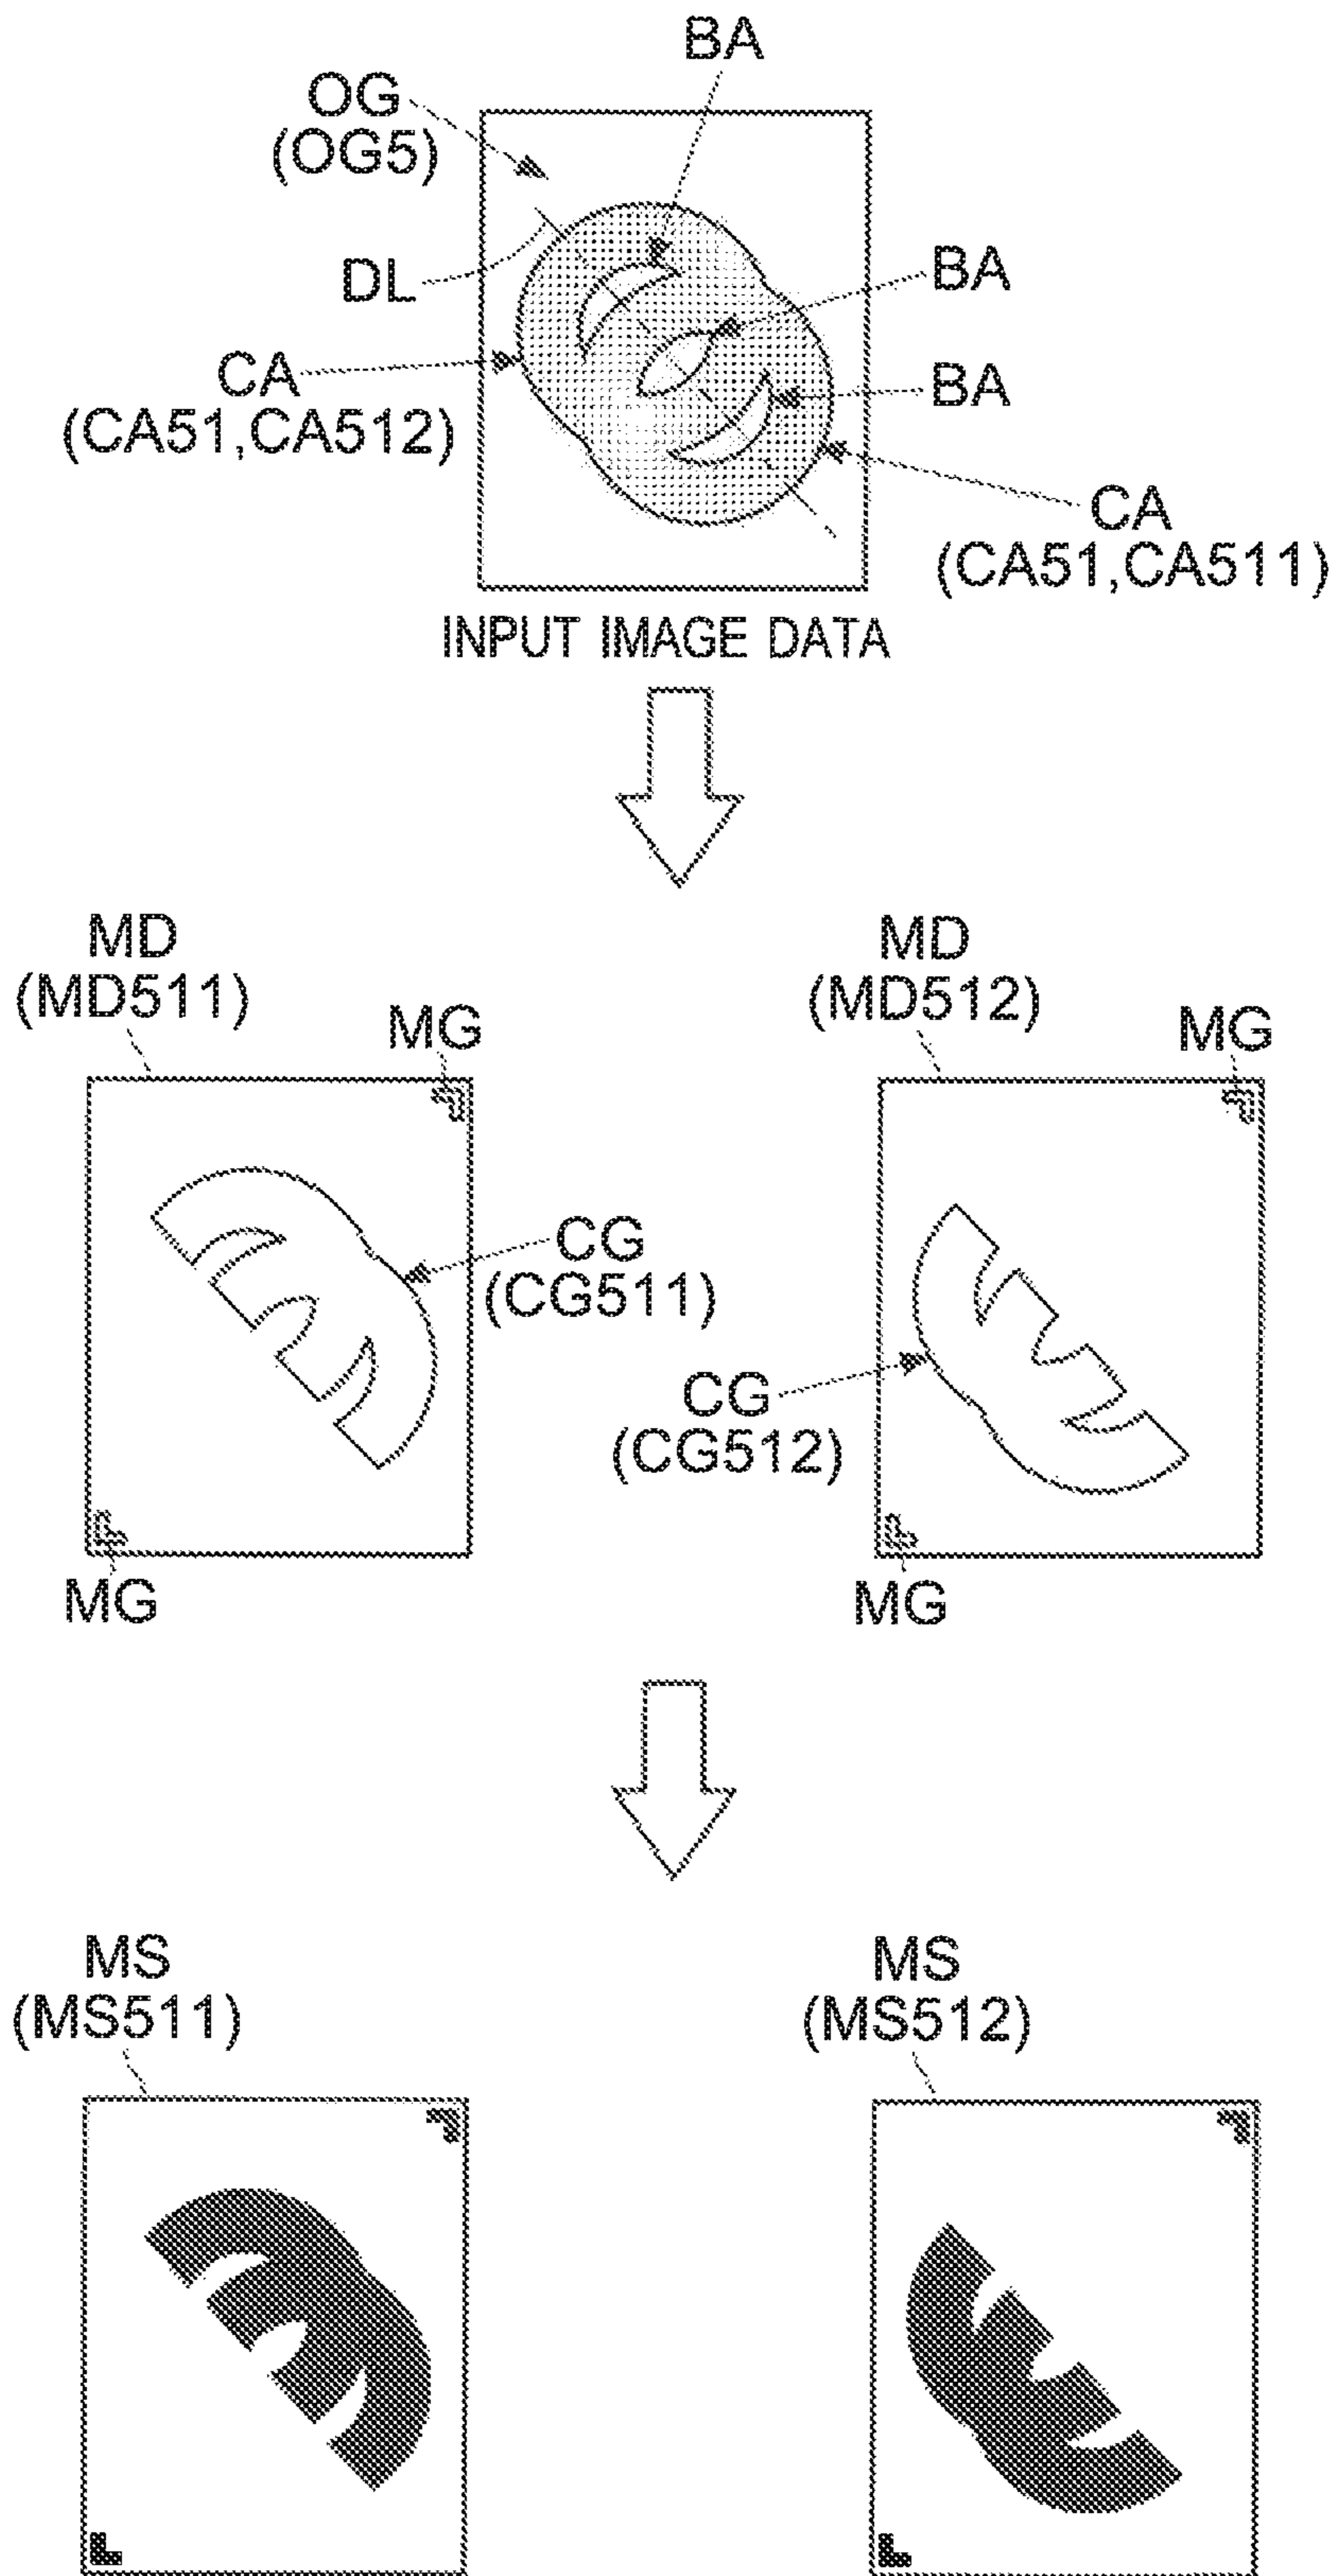 BA
OG
(OG5)
DL
BA
CA
(CA51,CA512)
BA
CA
(CA51,CA511)
INPUT IMAGE DATA
MD
(MD511)
MG
MD
(MD512)
MG
CG
(CG511)
CG
(CG512)
MG
MG
MS
(MS511)
MS
(MS512)